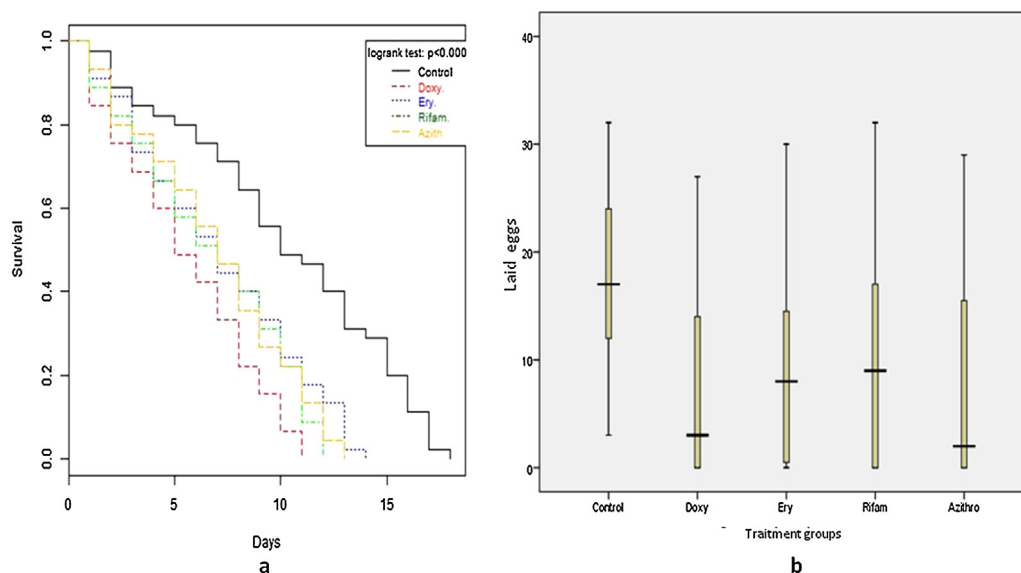 logrank test: p<0.000
Control
Doxy.
Ery.
Rifam.
Azith.
Survival
1.0
0.8
0.6
0.4
0.2
0.0
0 5 10 15
Days
a
Laid eggs
40
30
20
10
0
Control Doxy Ery Rifam Azithro
Traitment groups
b